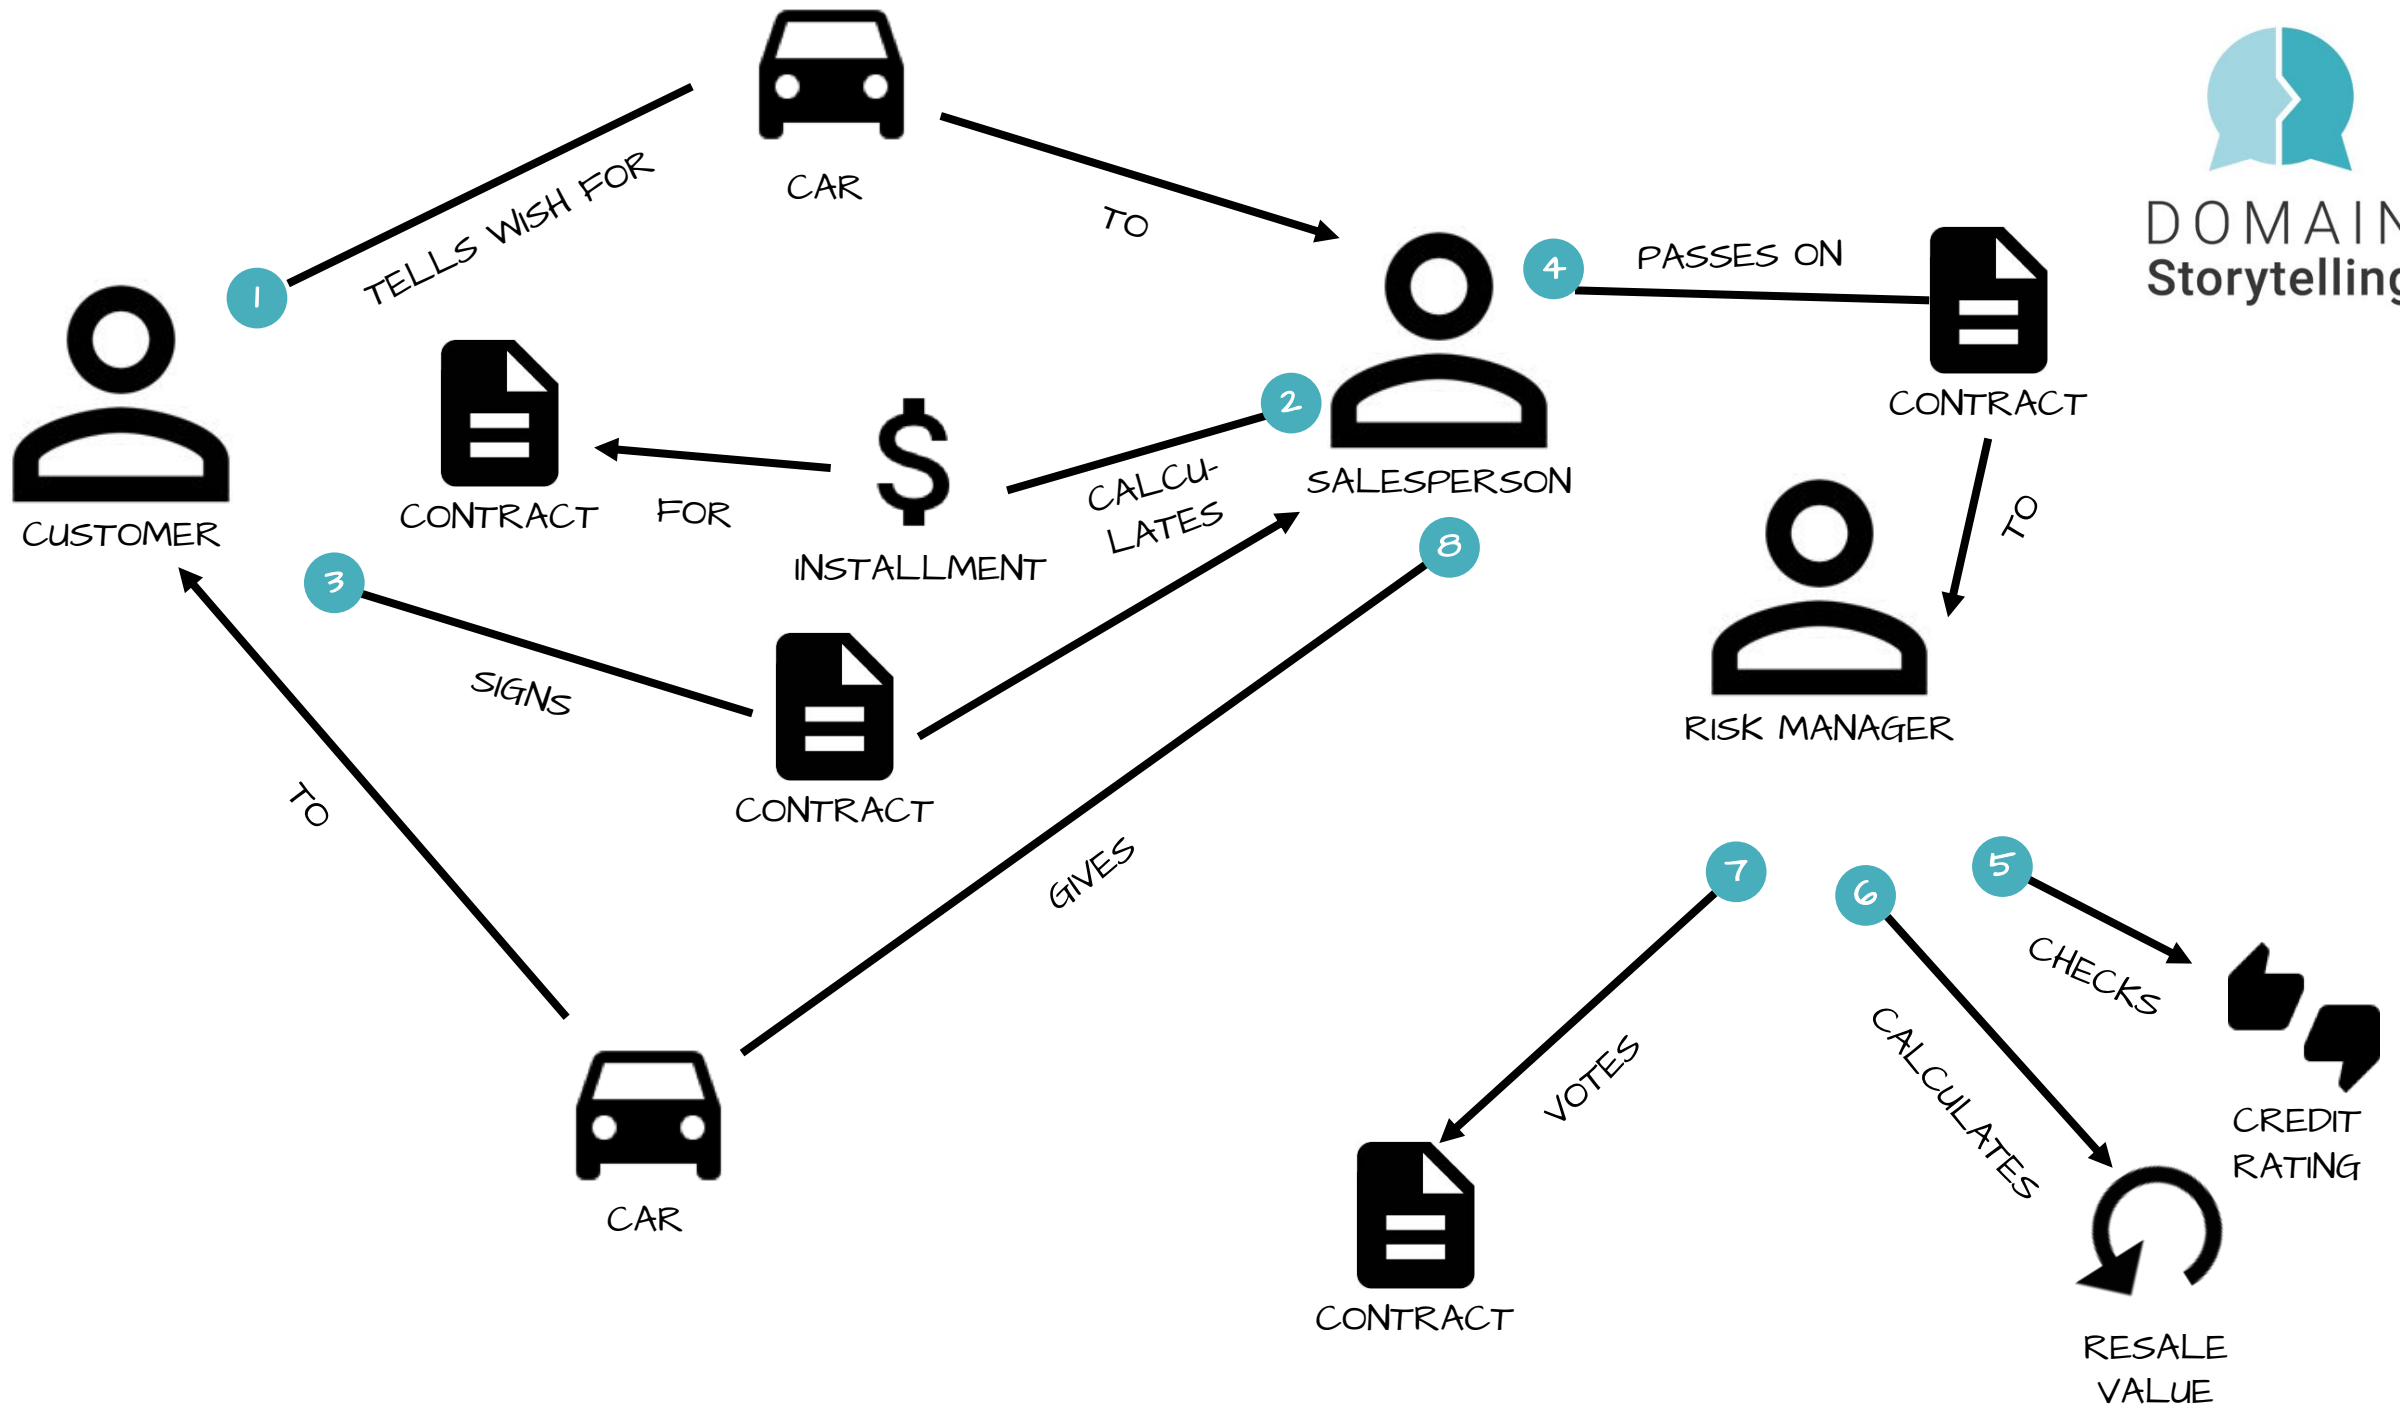 CAR
TELLS WISH FOR
TO
1
CUSTOMER
CONTRACT
FOR
INSTALLMENT
2
CALCU-
LATES
SALESPERSON
4
PASSES ON
CONTRACT
TO
RISK MANAGER
DOMAIN
Storytelling
3
SIGNS
CONTRACT
8
GIVES
TO
CAR
7
VOTES
CONTRACT
6
CALCULATES
RESALE
VALUE
5
CHECKS
CREDIT
RATING